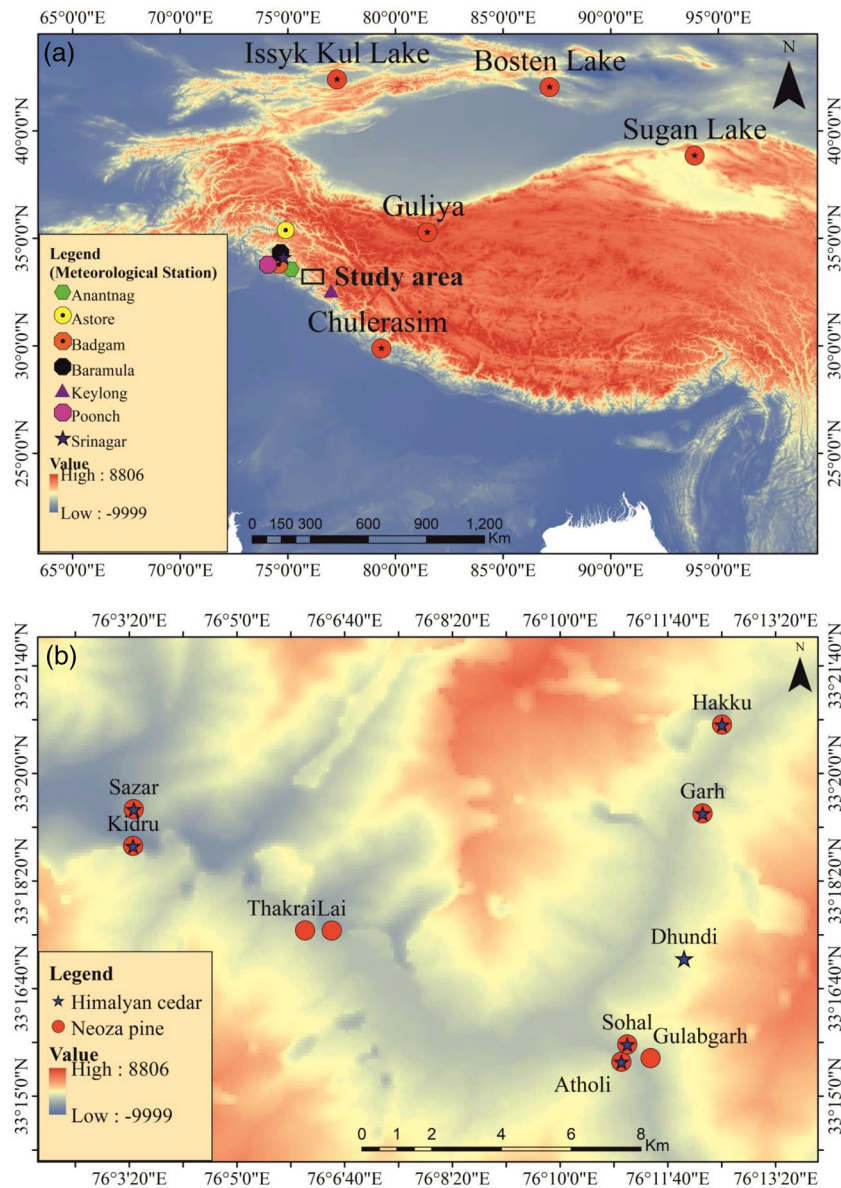 65°0'0"E 70°0'0"E 75°0'0"E 80°0'0"E 85°0'0"E 90°0'0"E 95°0'0"E
(a)
N
Issyk Kul Lake
Bosten Lake
Sugan Lake
Guliya
Study area
Chulerasim
40°0'0"N
35°0'0"N
30°0'0"N
25°0'0"N
40°0'0"N
35°0'0"N
30°0'0"N
25°0'0"N
Legend
(Meteorological Station)
Anantnag
Astore
Badgam
Baramula
Keylong
Poonch
Srinagar
Value
High : 8806
Low : -9999
0 150 300 600 900 1,200
Km
65°0'0"E 70°0'0"E 75°0'0"E 80°0'0"E 85°0'0"E 90°0'0"E 95°0'0"E
76°3'20"E 76°5'0"E 76°6'40"E 76°8'20"E 76°10'0"E 76°11'40"E 76°13'20"E
(b)
N
Hakku
Sazar
Garh
Kidru
Thakrai Lai
Dhundi
Sohal
Gulabgarh
Atholi
33°21'40"N
33°20'0"N
33°18'20"N
33°16'40"N
33°15'0"N
33°21'40"N
33°20'0"N
33°18'20"N
33°16'40"N
33°15'0"N
Legend
Himalyan cedar
Neoza pine
Value
High : 8806
Low : -9999
0 1 2 4 6 8
Km
76°3'20"E 76°5'0"E 76°6'40"E 76°8'20"E 76°10'0"E 76°11'40"E 76°13'20"E